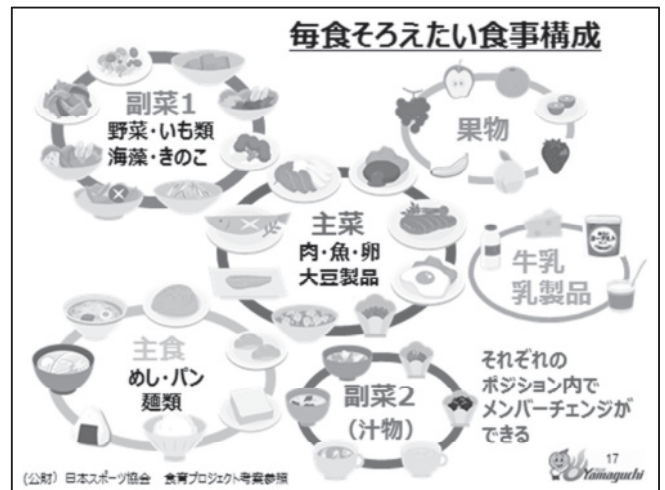 毎食そろえたい食事構成
副菜1
野菜・いも類
海藻・きのこ
果物
主菜
肉・魚・卵
大豆製品
牛乳
乳製品
主食
めし・パン
麺類
副菜2
（汁物）
それぞれの
ポジション内で
メンバーチェンジが
できる
17
Yamaguchi
(公財) 日本スポーツ協会 食育プロジェクト考案参照